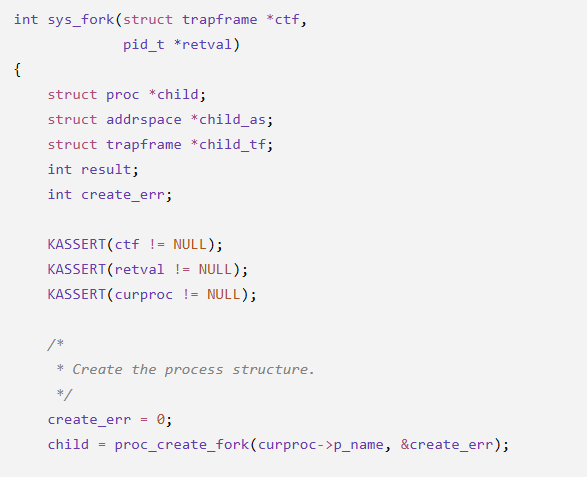 int sys_fork(struct trapframe *ctf,
             pid_t *retval)
{
    struct proc *child;
    struct addrspace *child_as;
    struct trapframe *child_tf;
    int result;
    int create_err;

    KASSERT(ctf != NULL);
    KASSERT(retval != NULL);
    KASSERT(curproc != NULL);

    /*
     * Create the process structure.
     */
    create_err = 0;
    child = proc_create_fork(curproc->p_name, &create_err);